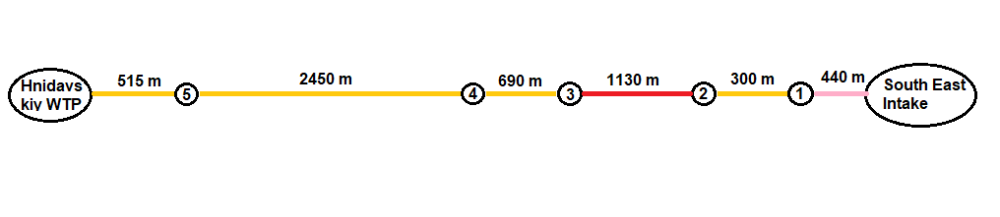 Hnidavs
kiv WTP
515 m
5
2450 m
4
690 m
3
1130 m
2
300 m
1
440 m
South East
Intake